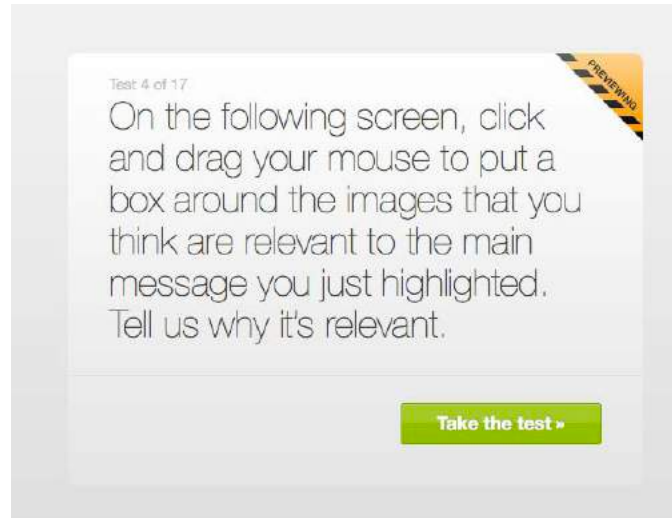 Test 4 of 17
PREVIEWING
On the following screen, click
and drag your mouse to put a
box around the images that you
think are relevant to the main
message you just highlighted.
Tell us why it's relevant.
Take the test »